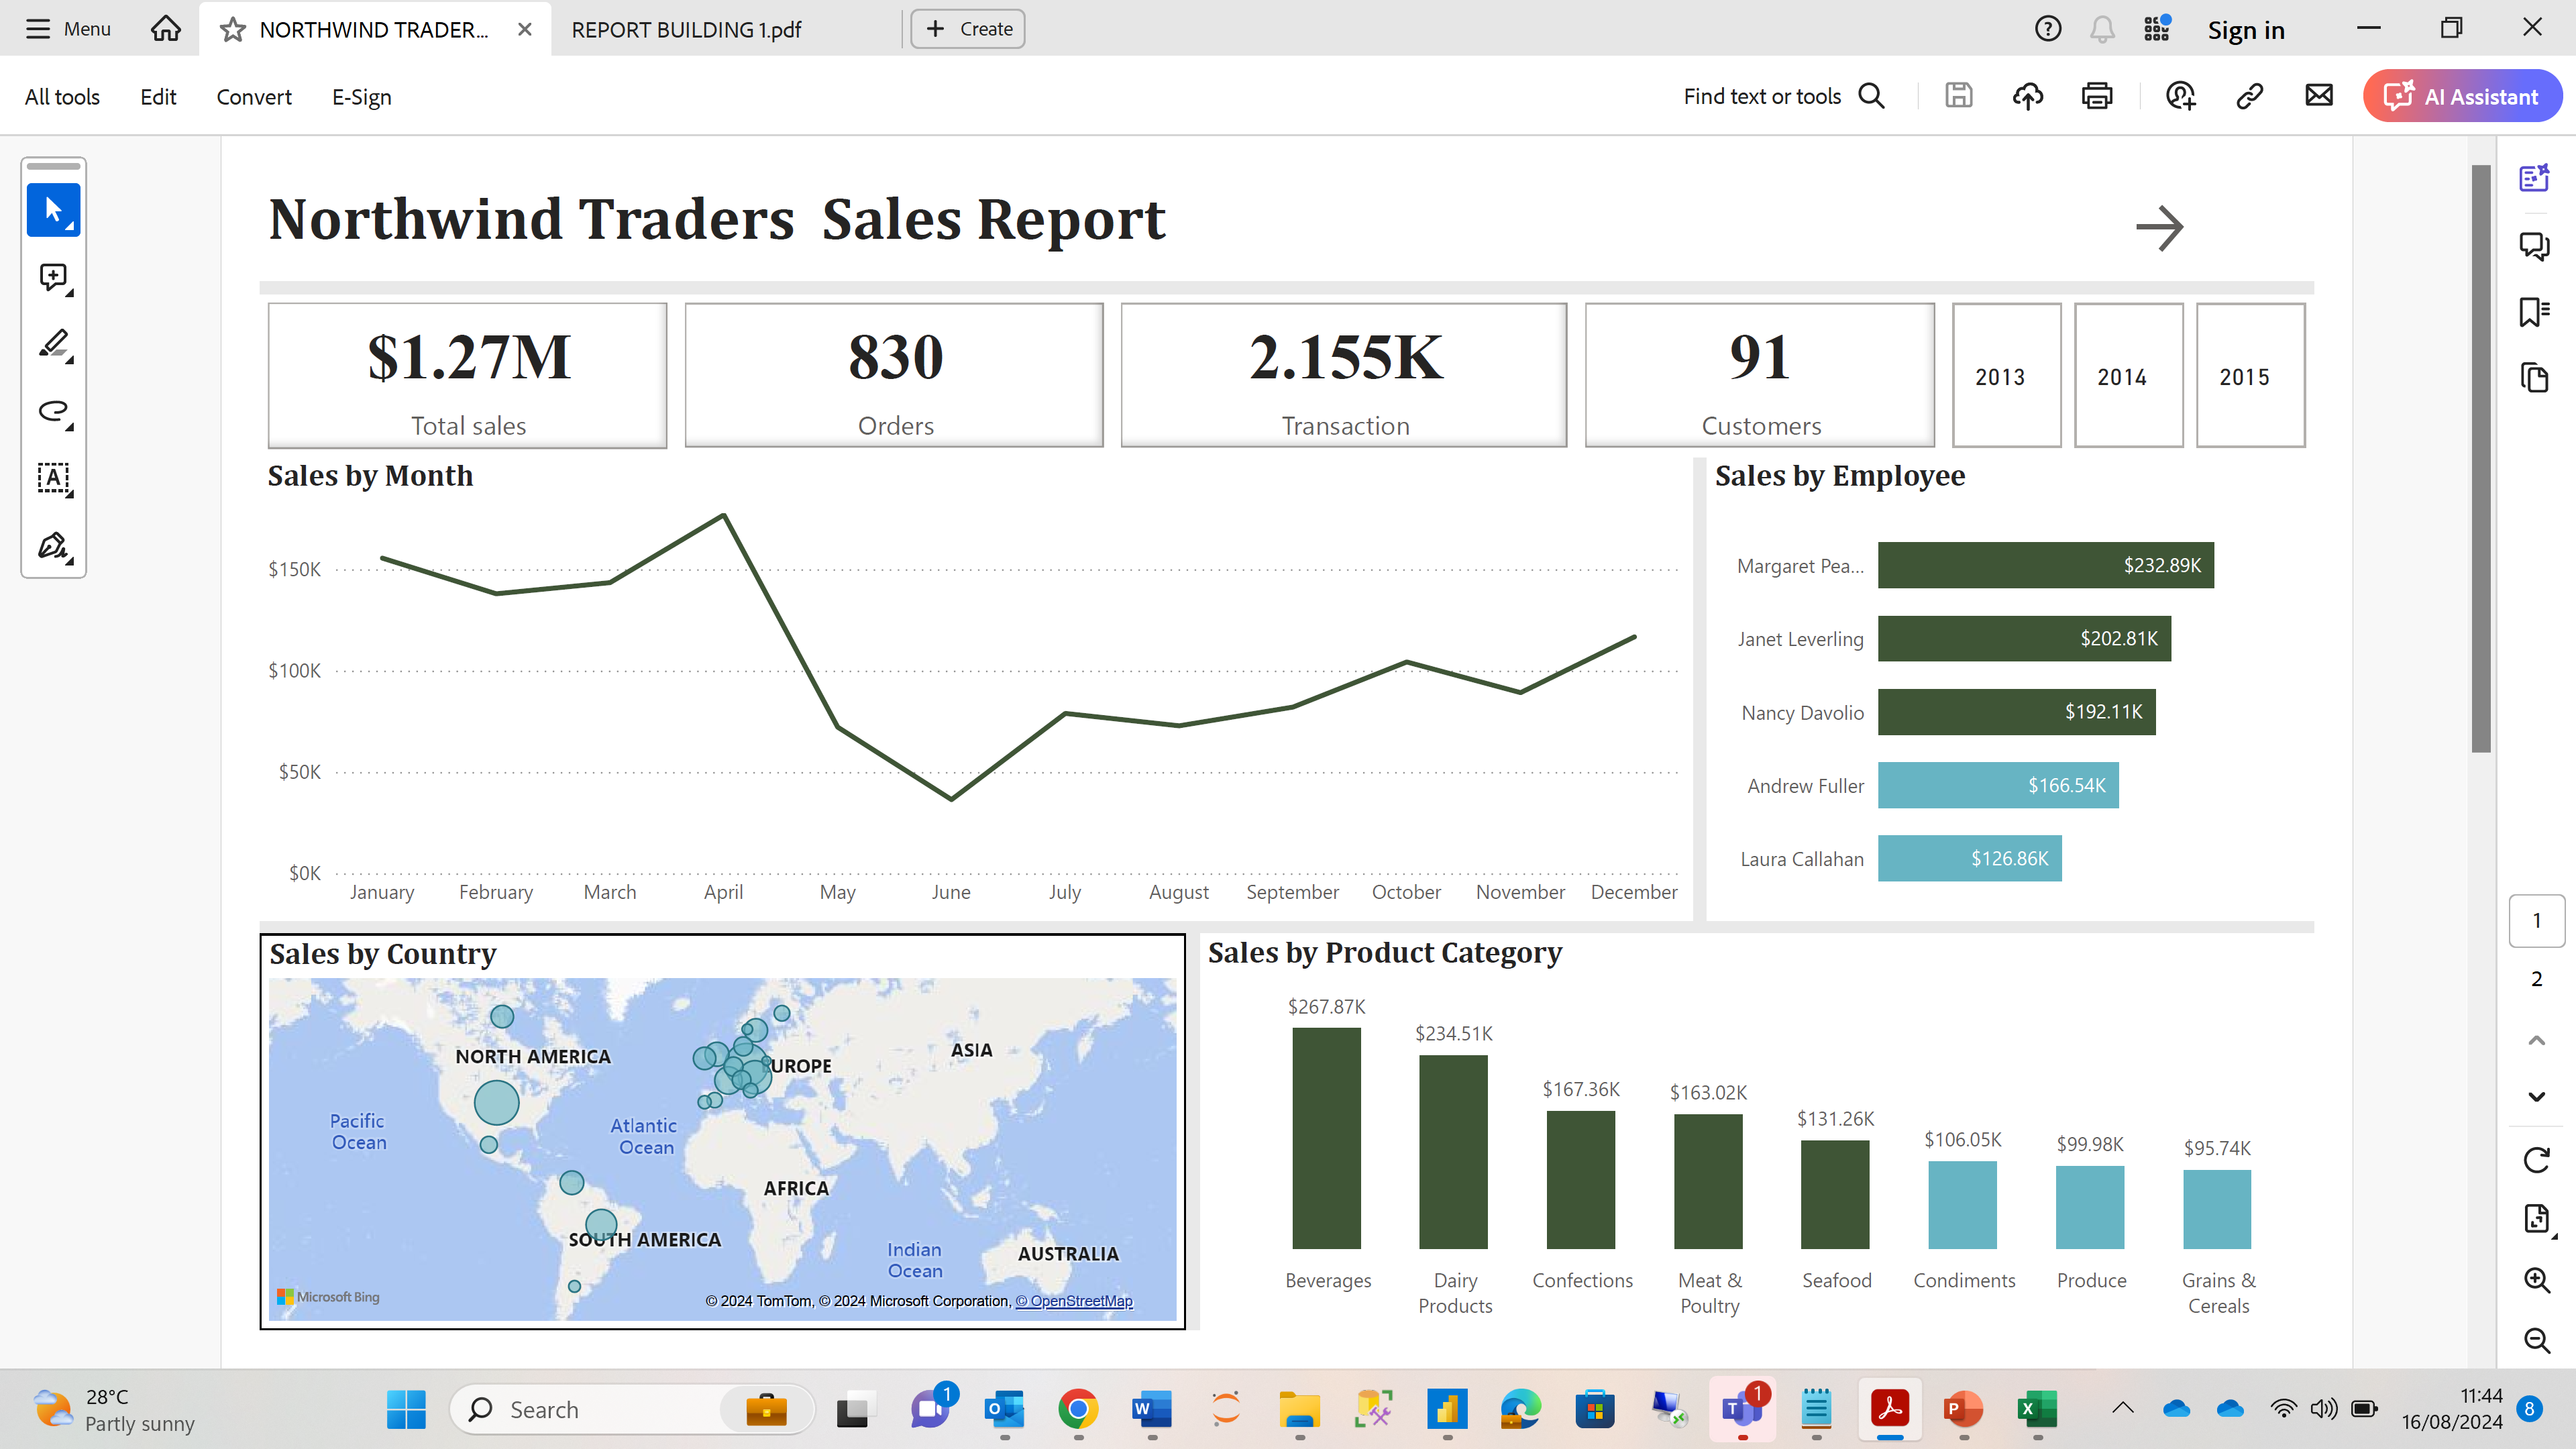 Menu
NORTHWIND TRADER...
REPORT BUILDING 1.pdf
Create
Sign in
All tools
Edit
Convert
E-Sign
Find text or tools
AI Assistant
Northwind Traders Sales Report
$1.27M
Total sales
830
Orders
2.155K
Transaction
91
Customers
2013
2014
2015
Sales by Month
$150K
$100K
$50K
$0K
January February March April May June July August September October November December
Sales by Employee
Margaret Pea... $232.89K
Janet Leverling $202.81K
Nancy Davolio $192.11K
Andrew Fuller $166.54K
Laura Callahan $126.86K
Sales by Country
NORTH AMERICA
UROPE
ASIA
Pacific
Ocean
Atlantic
Ocean
AFRICA
SOUTH AMERICA
Indian
Ocean
AUSTRALIA
Microsoft Bing
© 2024 TomTom, © 2024 Microsoft Corporation, © OpenStreetMap
Sales by Product Category
$267.87K
$234.51K
$167.36K
$163.02K
$131.26K
$106.05K
$99.98K
$95.74K
Beverages
Dairy
Products
Confections
Meat &
Poultry
Seafood
Condiments
Produce
Grains &
Cereals
1
2
28°C
Partly sunny
Search
1
1
11:44
16/08/2024
8